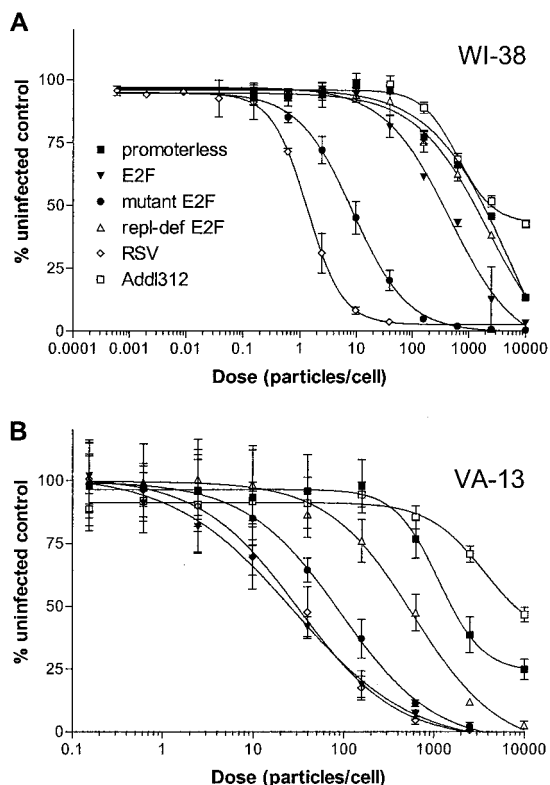 A
WI-38
% uninfected control
100
75
50
25
0
promoterless
E2F
mutant E2F
repl-def E2F
RSV
Addl312
0.0001 0.001 0.01 0.1 1 10 100 1000 10000
Dose (particles/cell)
B
VA-13
% uninfected control
100
75
50
25
0
0.1 1 10 100 1000 10000
Dose (particles/cell)